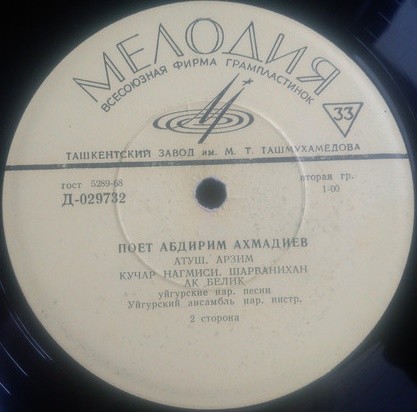 МЕЛОДИЯ
ВСЕСОЮЗНАЯ ФИРМА ГРАМПЛАСТИНОК
33
ТАШКЕНТСКИЙ ЗАВОД им. М. Т. ТАШМУХАМЕДОВА
гост 5289-68
вторая гр.
Д-029732
1-00
ПОЕТ АБДИРИМ АХМАДИЕВ
АТУШ, АРЗИМ
КУЧАР НАГМИСИ, ШАРВАНИХАН
АК БЕЛИК
уйгурские нар. песни
Уйгурский ансамбль нар. инстр.
2 сторона